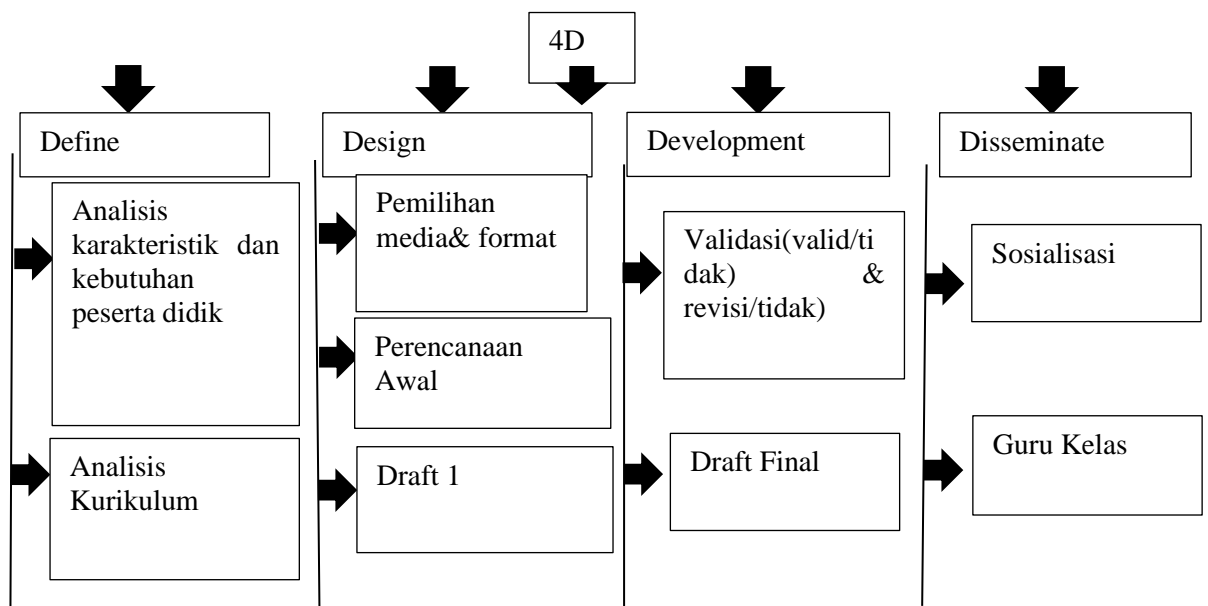 4D
Define
Design
Development
Disseminate
Analisis
karakteristik dan
kebutuhan
peserta didik
Analisis
Kurikulum
Pemilihan
media& format
Perencanaan
Awal
Draft 1
Validasi(valid/ti
dak) &
revisi/tidak)
Draft Final
Sosialisasi
Guru Kelas